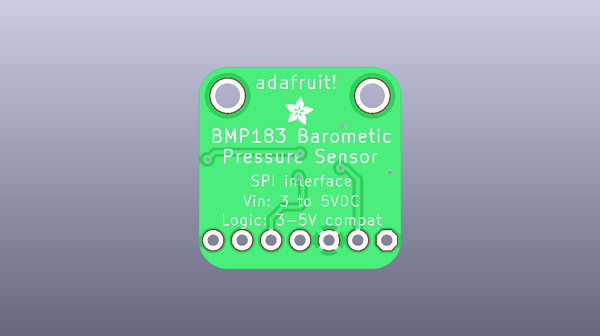 adafruit!
BMP183 Barometic
Pressure Sensor
SPI interface
Vin: 3 to 5VDC
Logic: 3-5V compat